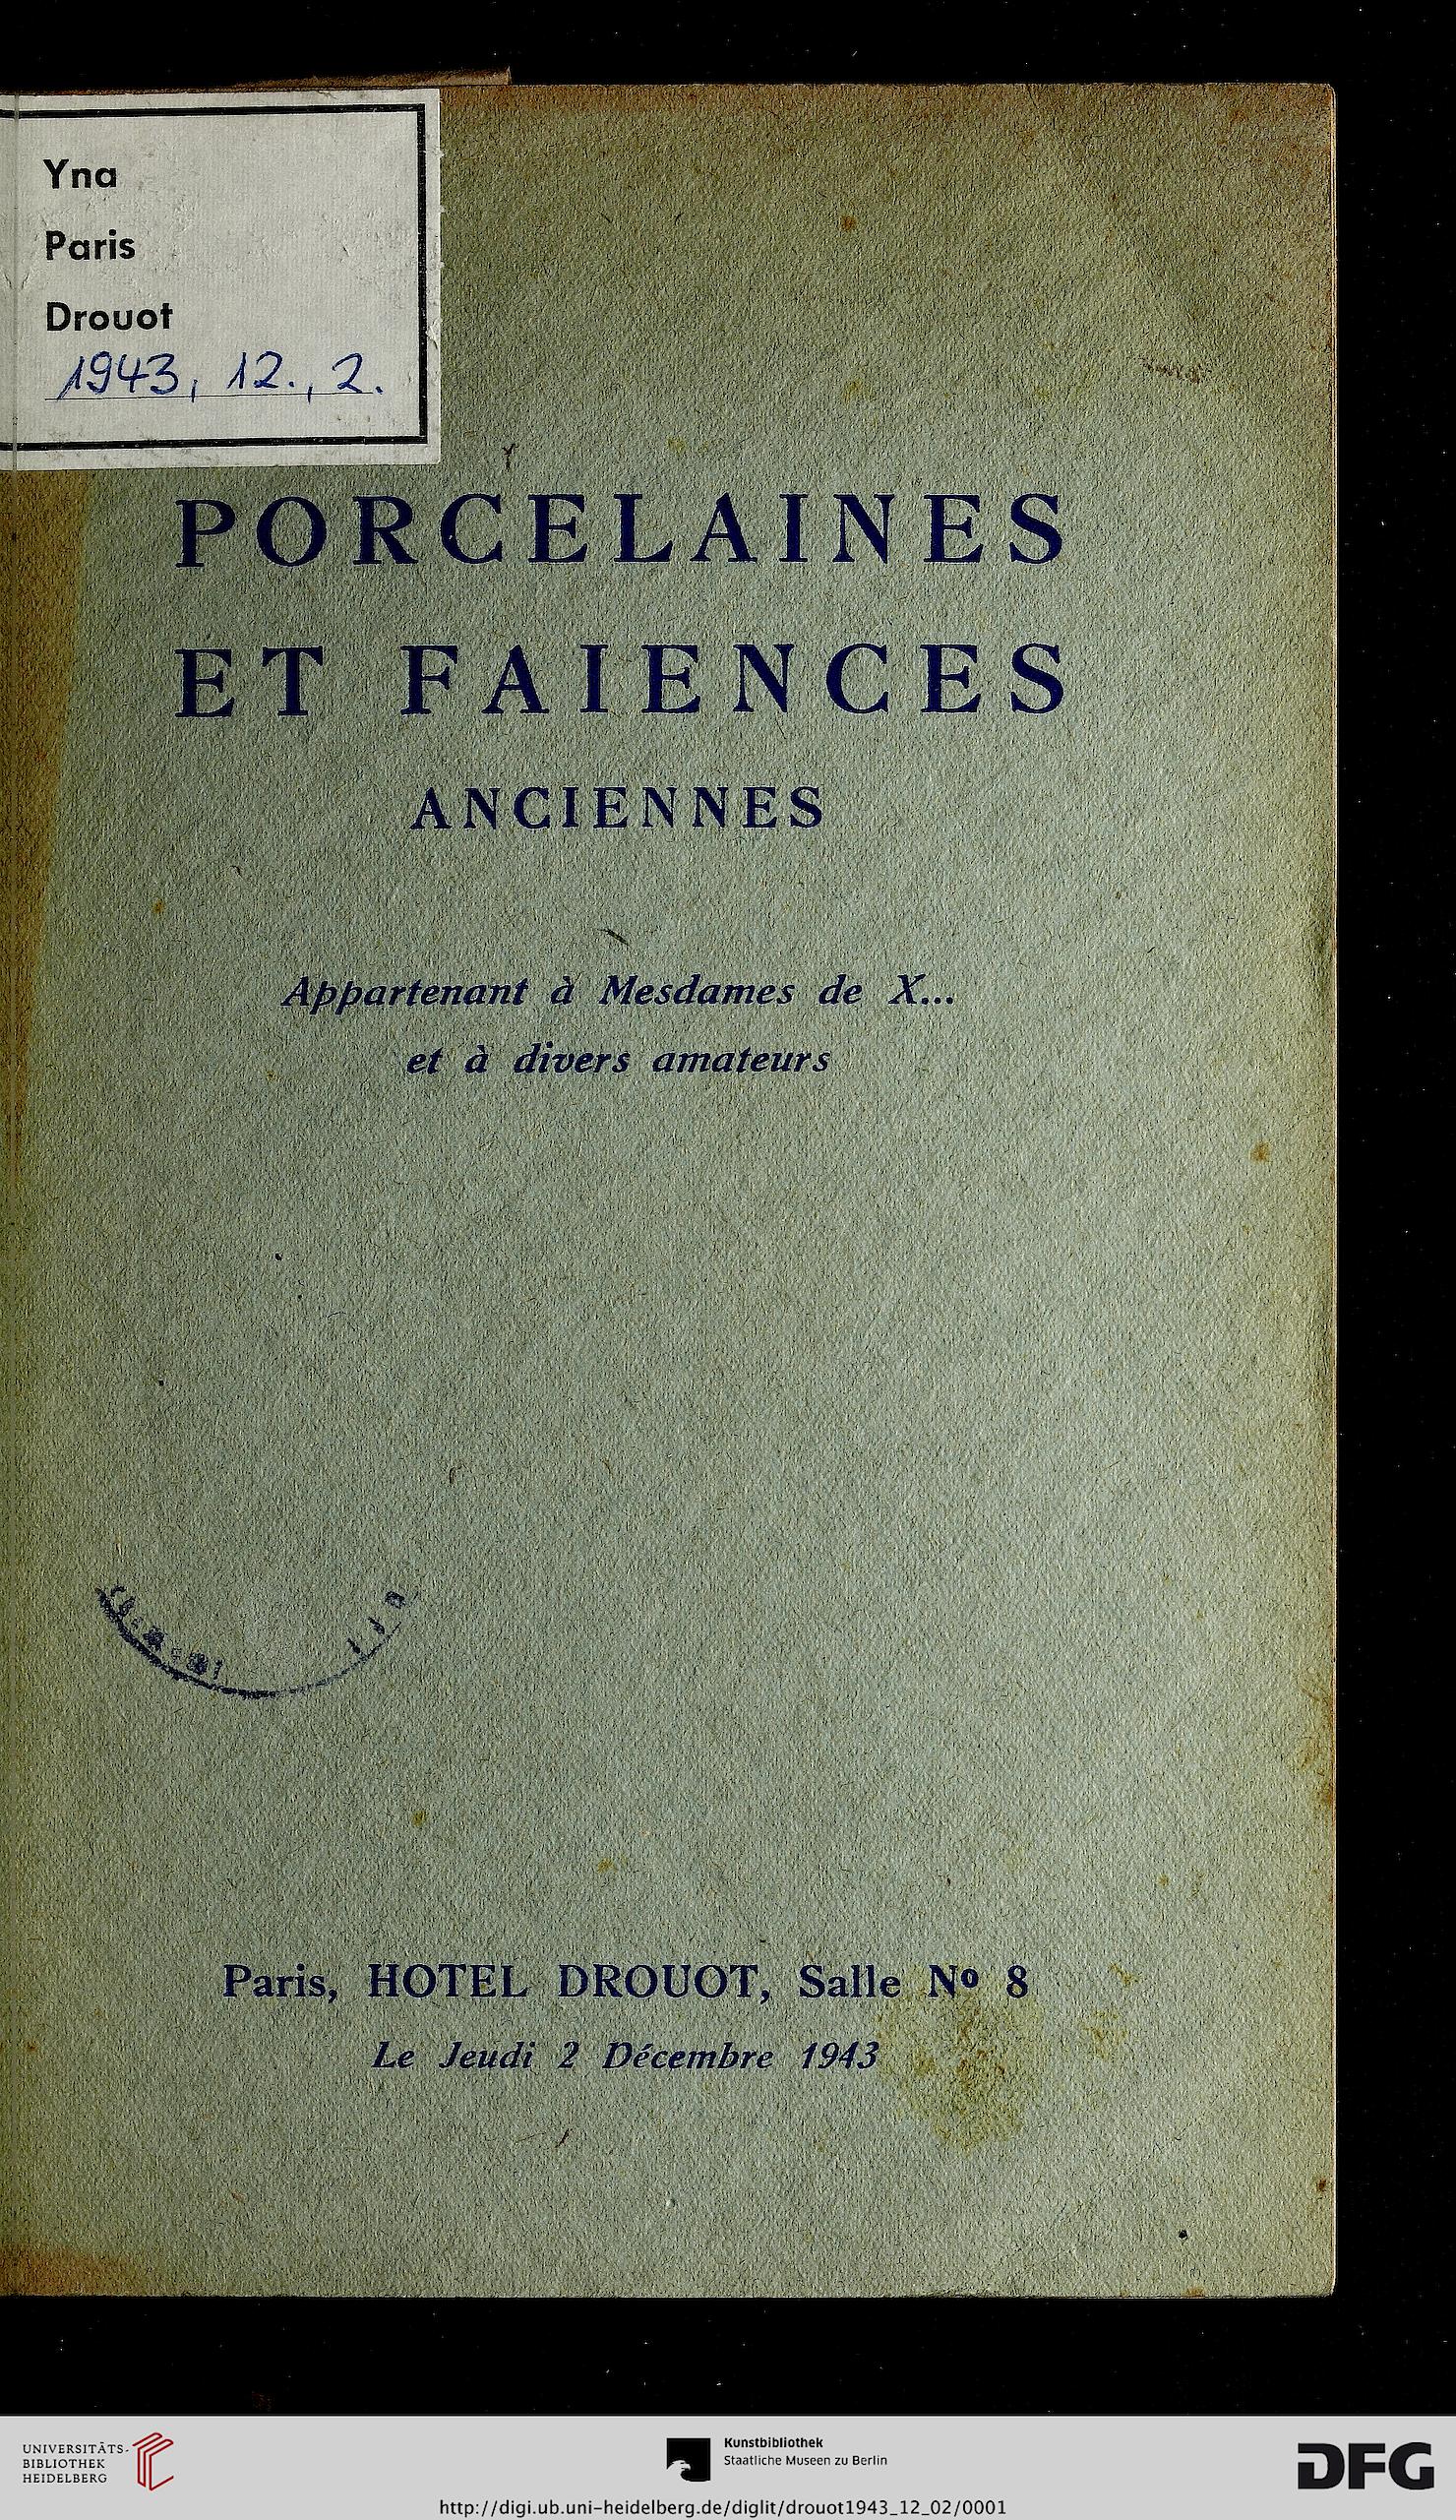 Yna
Paris
Drouot
1943, 12., 2.
PORCELAINES
ET FAIENCES
ANCIENNES
Appartenant à Mesdames de X...
et à divers amateurs
Paris, HOTEL DROUOT, Salle Nº 8
Le Jeudi 2 Décembre 1943
UNIVERSITÄTS-
BIBLIOTHEK
HEIDELBERG
Kunstbibliothek
Staatliche Museen zu Berlin
DFG
http://digi.ub.uni-heidelberg.de/diglit/drouot1943_12_02/0001